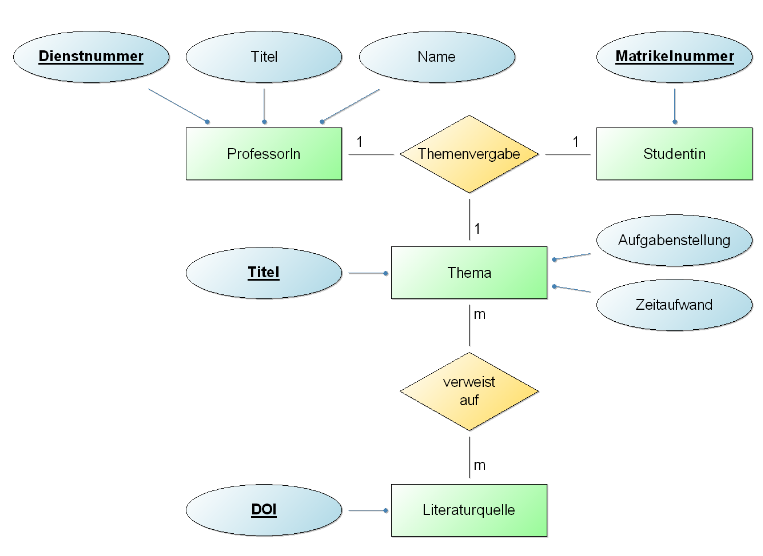 Dienstnummer
Titel
Name
Matrikelnummer
ProfessorIn
1
Themenvergabe
1
Studentin
1
Aufgabenstellung
Titel
Thema
Zeitaufwand
m
verweist
auf
m
DOI
Literaturquelle